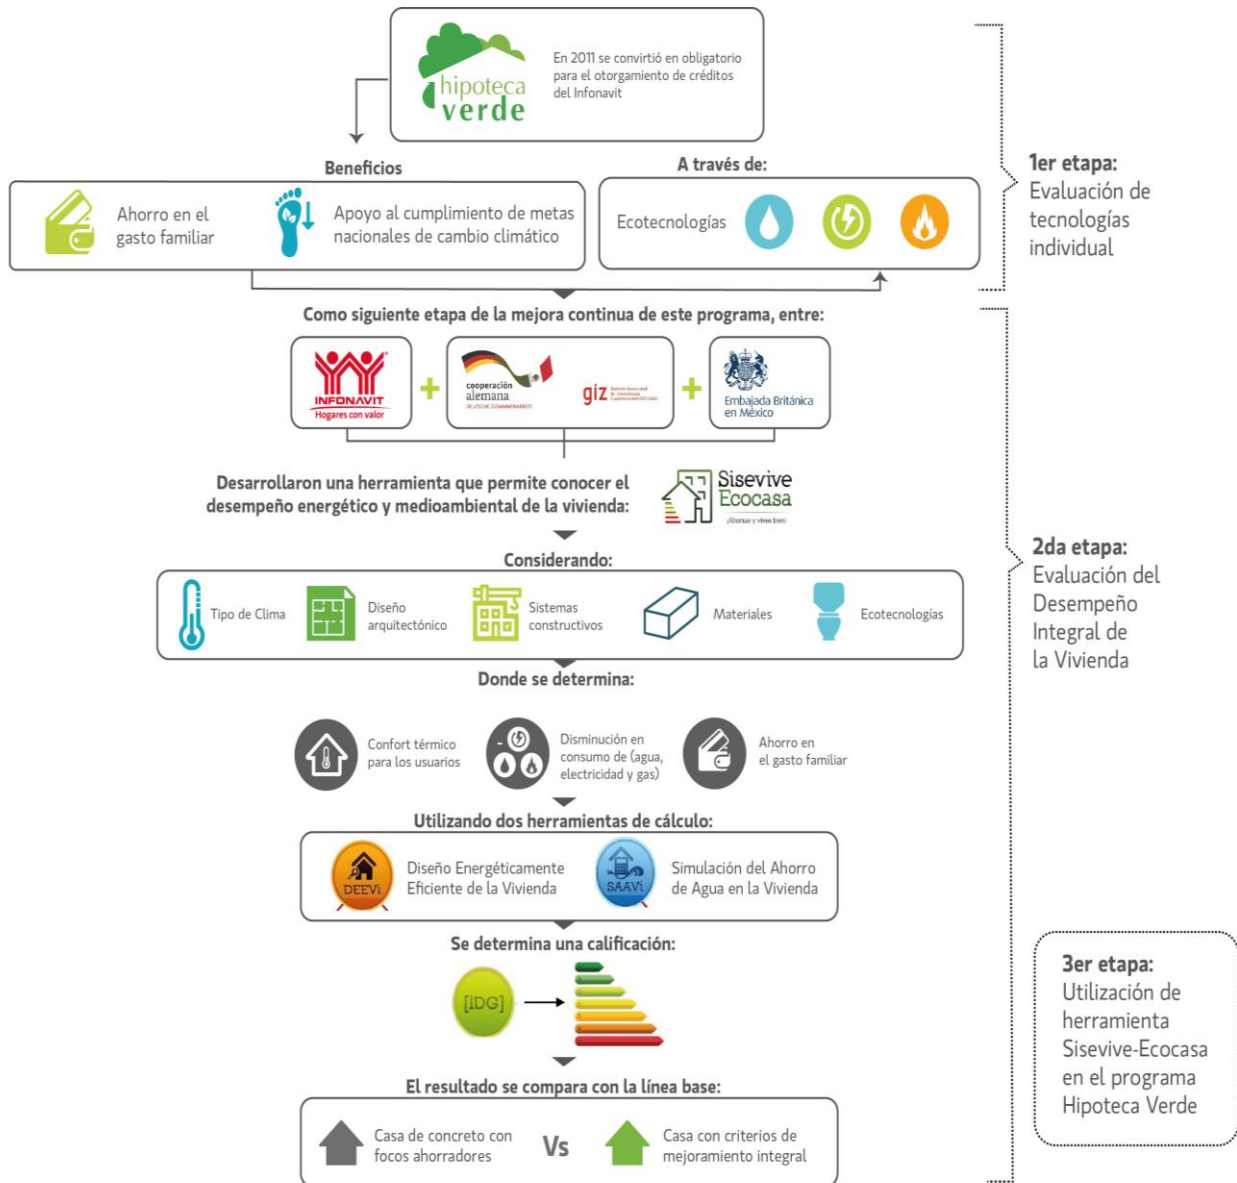 hipoteca
verde
En 2011 se convirtió en obligatorio
para el otorgamiento de créditos
del Infonavit
Beneficios
Ahorro en el
gasto familiar
Apoyo al cumplimiento de metas
nacionales de cambio climático
A través de:
Ecotecnologías
1er etapa:
Evaluación de
tecnologías
individual
Como siguiente etapa de la mejora continua de este programa, entre:
INFONAVIT
Hogares con valor
cooperación
alemana
DEUTSCHE ZUSAMMENARBEIT
giz
Embajada Británica
en México
Desarrollaron una herramienta que permite conocer el
desempeño energético y medioambiental de la vivienda:
Sisevive
Ecocasa
¡Ahorras y vives bien!
Considerando:
Tipo de Clima
Diseño
arquitectónico
Sistemas
constructivos
Materiales
Ecotecnologías
2da etapa:
Evaluación del
Desempeño
Integral de
la Vivienda
Donde se determina:
Confort térmico
para los usuarios
Disminución en
consumo de (agua,
electricidad y gas)
Ahorro en
el gasto familiar
Utilizando dos herramientas de cálculo:
DEEVi
Diseño Energéticamente
Eficiente de la Vivienda
SAAVi
Simulación del Ahorro
de Agua en la Vivienda
Se determina una calificación:
[IDG]
El resultado se compara con la línea base:
Casa de concreto con
focos ahorradores
Vs
Casa con criterios de
mejoramiento integral
3er etapa:
Utilización de
herramienta
Sisevive-Ecocasa
en el programa
Hipoteca Verde